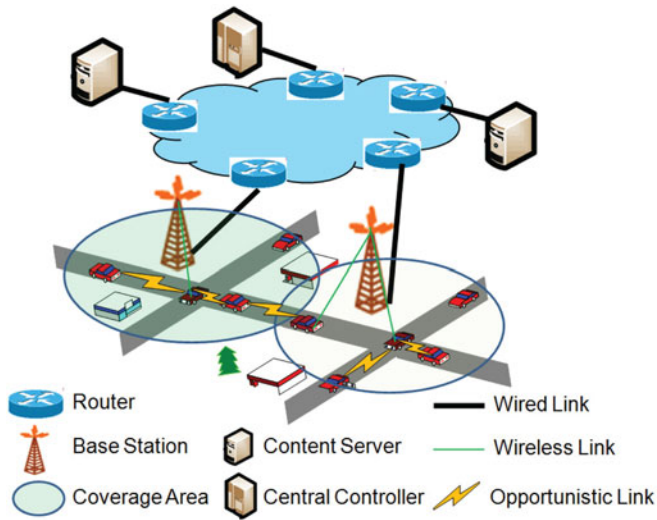 Router
Wired Link
Base Station
Content Server
Wireless Link
Coverage Area
Central Controller
Opportunistic Link